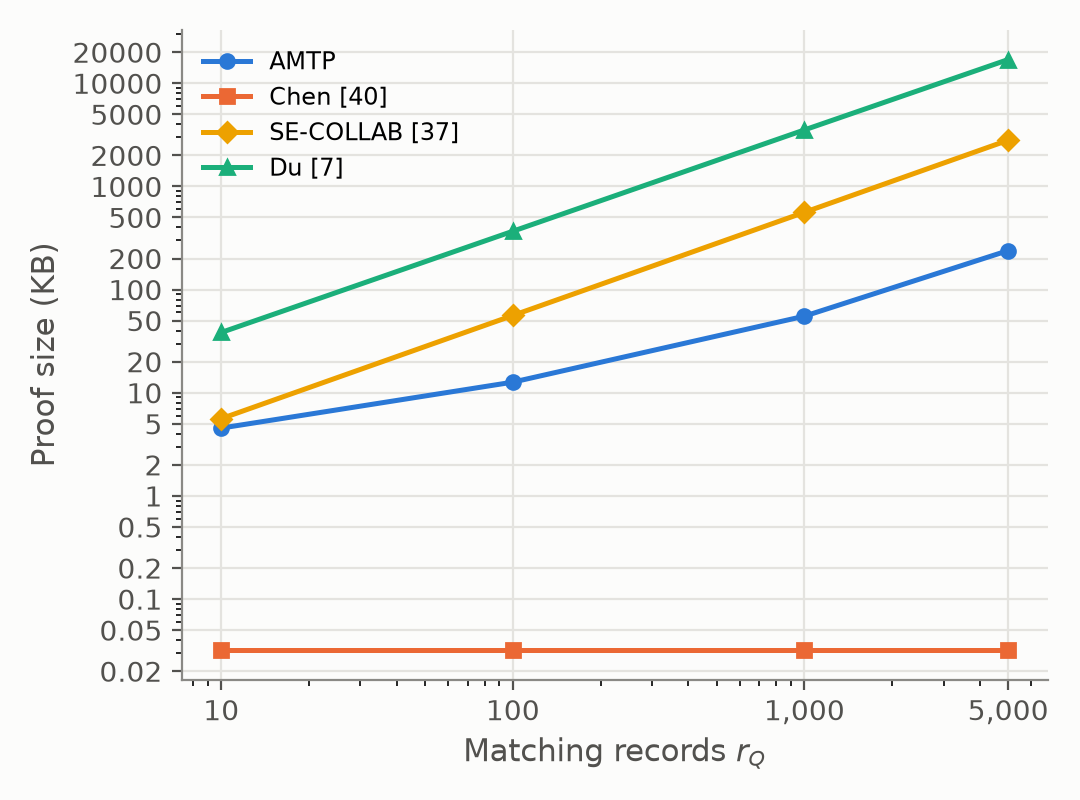 AMTP
Chen [40]
SE-COLLAB [37]
Du [7]
Proof size (KB)
20000
10000
5000
2000
1000
500
200
100
50
20
10
5
2
1
0.5
0.2
0.1
0.05
0.02
10 100 1,000 5,000
Matching records r_Q